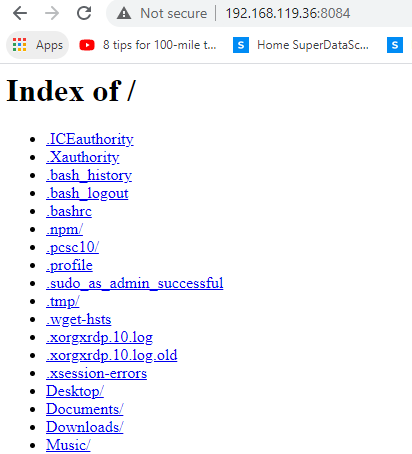 Not secure | 192.168.119.36:8084
Apps 8 tips for 100-mile t... S Home SuperDataSc... S
Index of /
.ICEauthority
.Xauthority
.bash_history
.bash_logout
.bashrc
.npm/
.pcsc10/
.profile
.sudo_as_admin_successful
.tmp/
.wget-hsts
.xorgxrdp.10.log
.xorgxrdp.10.log.old
.xsession-errors
Desktop/
Documents/
Downloads/
Music/